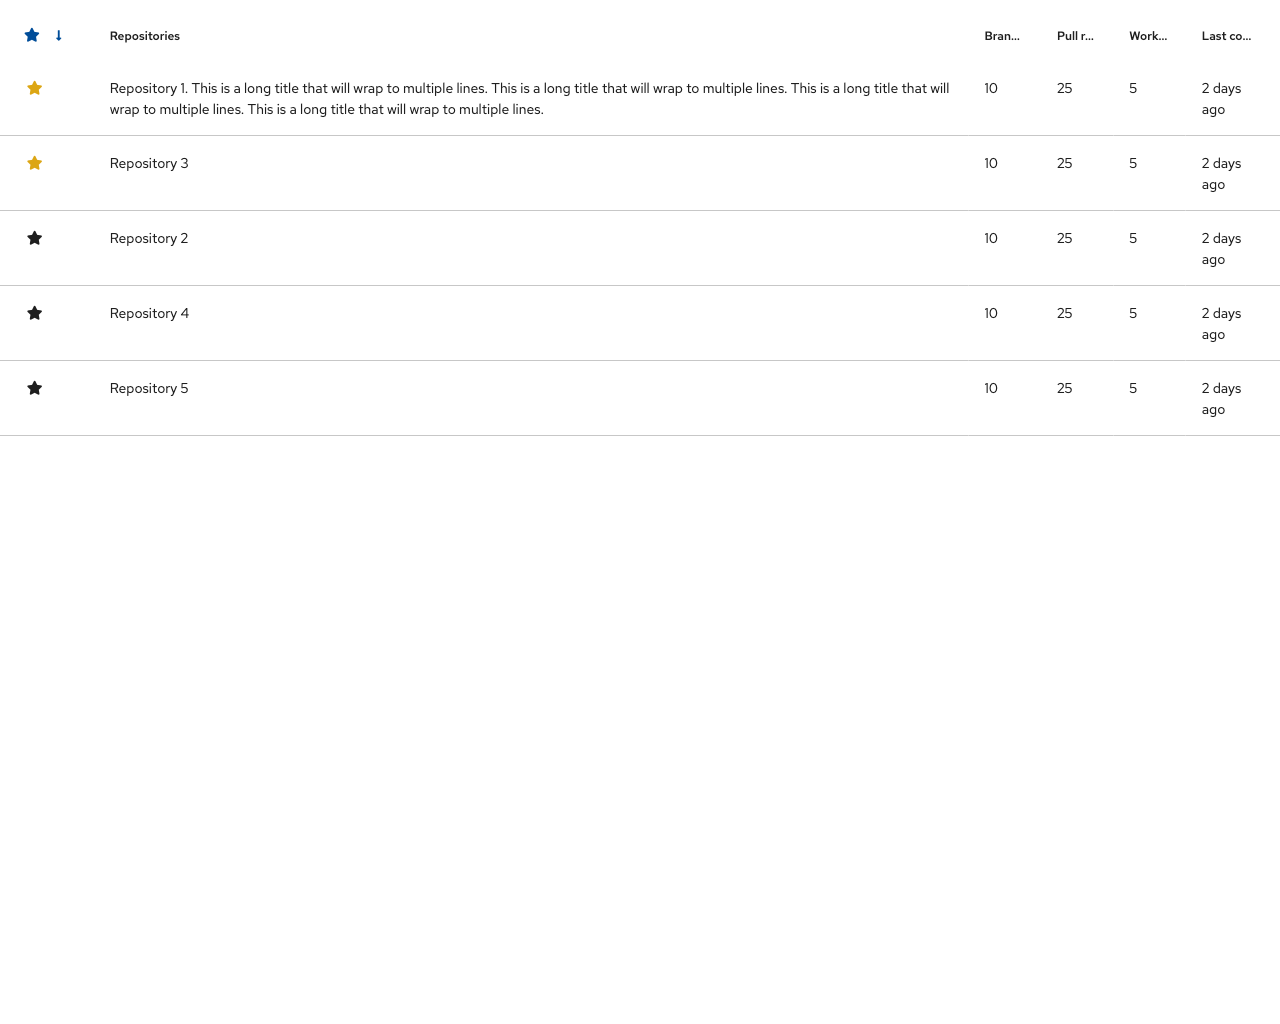 Repositories Bran... Pull r... Work... Last co...
Repository 1. This is a long title that will wrap to multiple lines. This is a long title that will wrap to multiple lines. This is a long title that will 10 25 5 2 days
wrap to multiple lines. This is a long title that will wrap to multiple lines. ago
Repository 3 10 25 5 2 days
ago
Repository 2 10 25 5 2 days
ago
Repository 4 10 25 5 2 days
ago
Repository 5 10 25 5 2 days
ago